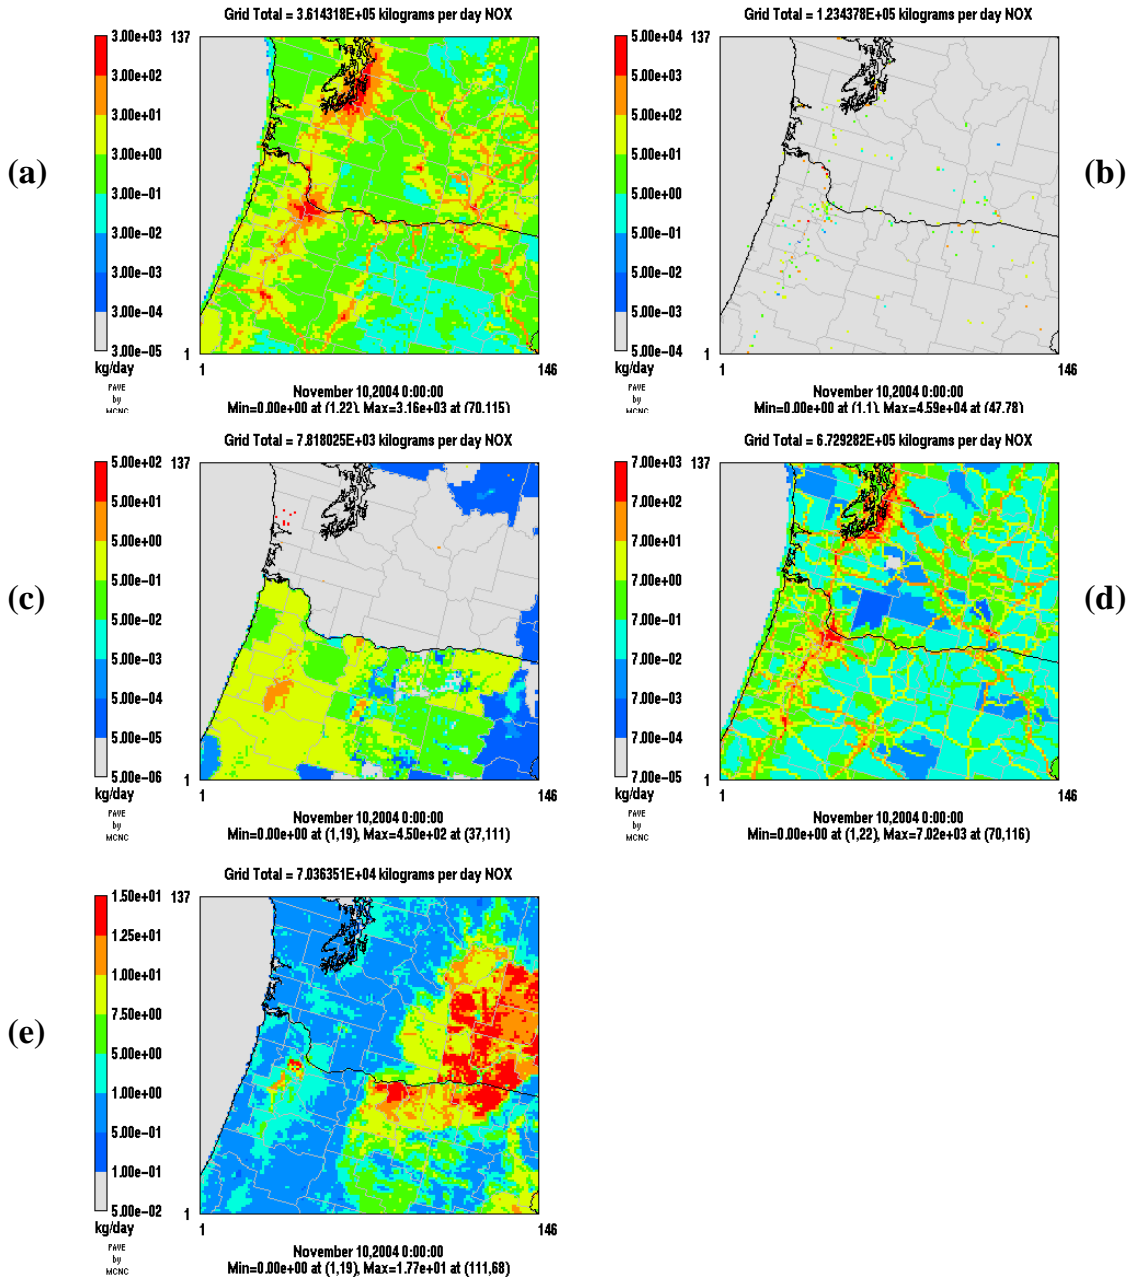 Grid Total = 3.614318E+05 kilograms per day NOX
(a)
3.00e+03
3.00e+02
3.00e+01
3.00e+00
3.00e-01
3.00e-02
3.00e-03
3.00e-04
3.00e-05
kg/day
PAVE
by
MCNC
137
1
1
146
November 10,2004 0:00:00
Min=0.00e+00 at (1,22), Max=3.16e+03 at (70,115)
Grid Total = 1.234378E+05 kilograms per day NOX
(b)
5.00e+04
5.00e+03
5.00e+02
5.00e+01
5.00e+00
5.00e-01
5.00e-02
5.00e-03
5.00e-04
kg/day
PAVE
by
MCNC
137
1
1
146
November 10,2004 0:00:00
Min=0.00e+00 at (1,1), Max=4.59e+04 at (47,78)
Grid Total = 7.818025E+03 kilograms per day NOX
(c)
5.00e+02
5.00e+01
5.00e+00
5.00e-01
5.00e-02
5.00e-03
5.00e-04
5.00e-05
5.00e-06
kg/day
PAVE
by
MCNC
137
1
1
146
November 10,2004 0:00:00
Min=0.00e+00 at (1,19), Max=4.50e+02 at (37,111)
Grid Total = 6.729282E+05 kilograms per day NOX
(d)
7.00e+03
7.00e+02
7.00e+01
7.00e+00
7.00e-01
7.00e-02
7.00e-03
7.00e-04
7.00e-05
kg/day
PAVE
by
MCNC
137
1
1
146
November 10,2004 0:00:00
Min=0.00e+00 at (1,22), Max=7.02e+03 at (70,116)
Grid Total = 7.036351E+04 kilograms per day NOX
(e)
1.50e+01
1.25e+01
1.00e+01
7.50e+00
5.00e+00
1.00e+00
5.00e-01
1.00e-01
5.00e-02
kg/day
PAVE
by
MCNC
137
1
1
146
November 10,2004 0:00:00
Min=0.00e+00 at (1,19), Max=1.77e+01 at (111,68)